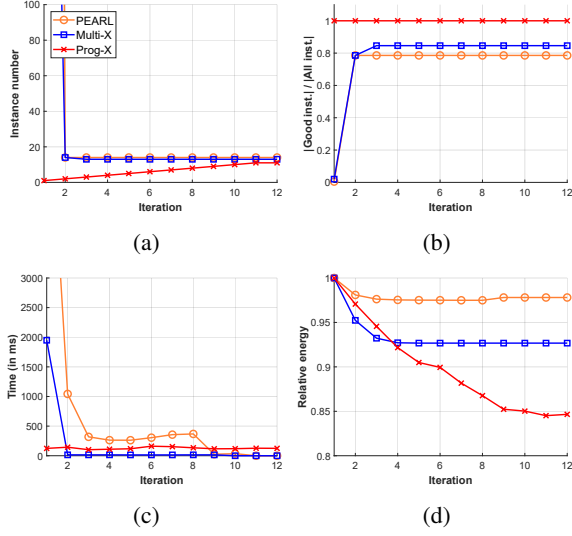 100
80
60
40
20
0
Instance number
PEARL
Multi-X
Prog-X
2 4 6 8 10 12
Iteration
(a)
1
0.8
0.6
0.4
0.2
0
|Good inst.| / |All inst.|
2 4 6 8 10 12
Iteration
(b)
3000
2500
2000
1500
1000
500
0
Time (in ms)
2 4 6 8 10 12
Iteration
(c)
1
0.95
0.9
0.85
0.8
Relative energy
2 4 6 8 10 12
Iteration
(d)